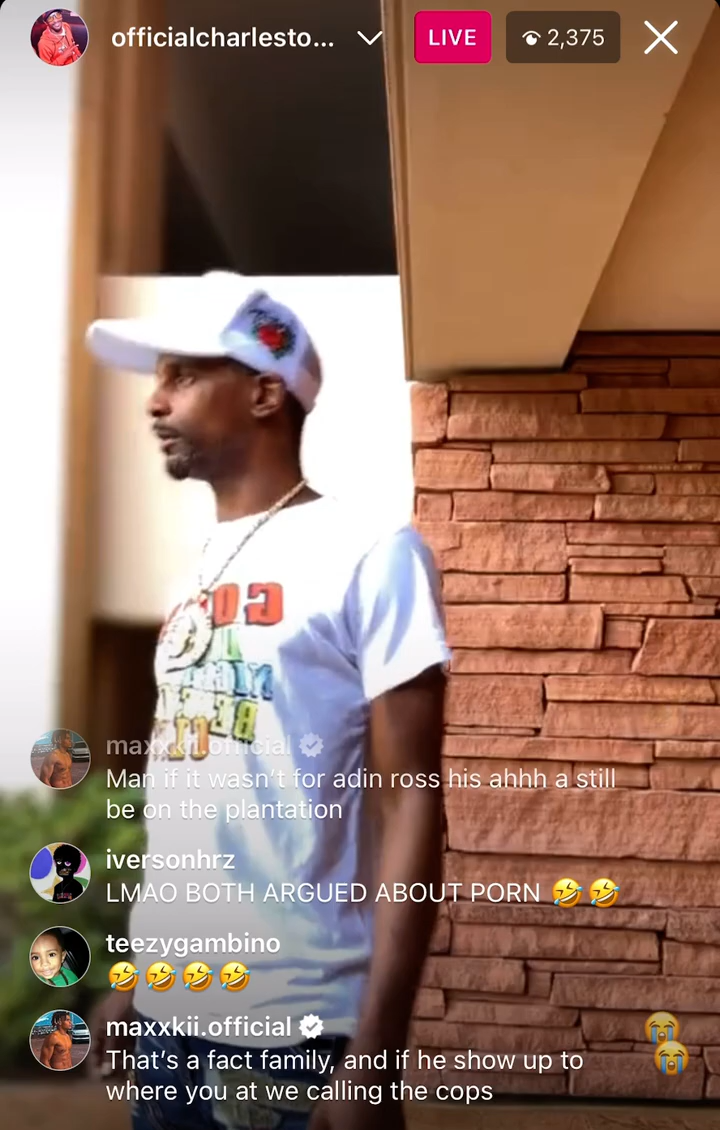 officialcharlesto...
LIVE
2,375
maxxkii.official
Man if it wasn't for adin ross his ahhh a still
be on the plantation
iversonhrz
LMAO BOTH ARGUED ABOUT PORN 🤣🤣
teezygambino
🤣🤣🤣🤣
maxxkii.official
That's a fact family, and if he show up to
where you at we calling the cops